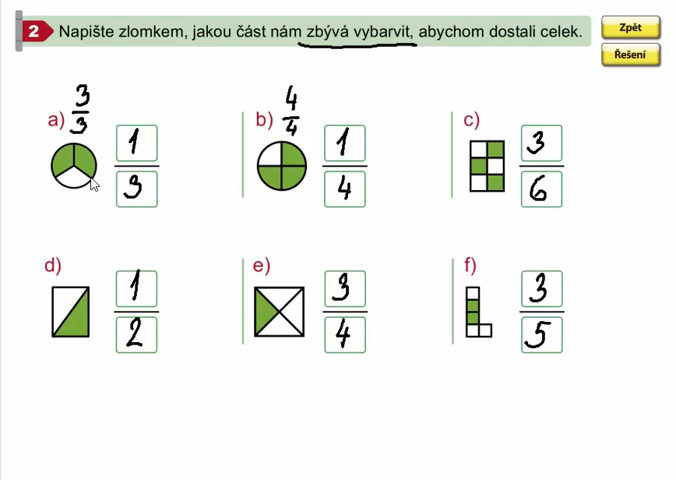 2 Napište zlomkem, jakou část nám zbývá vybarvit, abychom dostali celek.
Zpět
Řešení
a) 3/3 1/3
b) 4/4 1/4
c) 3/6
d) 1/2
e) 3/4
f) 3/5